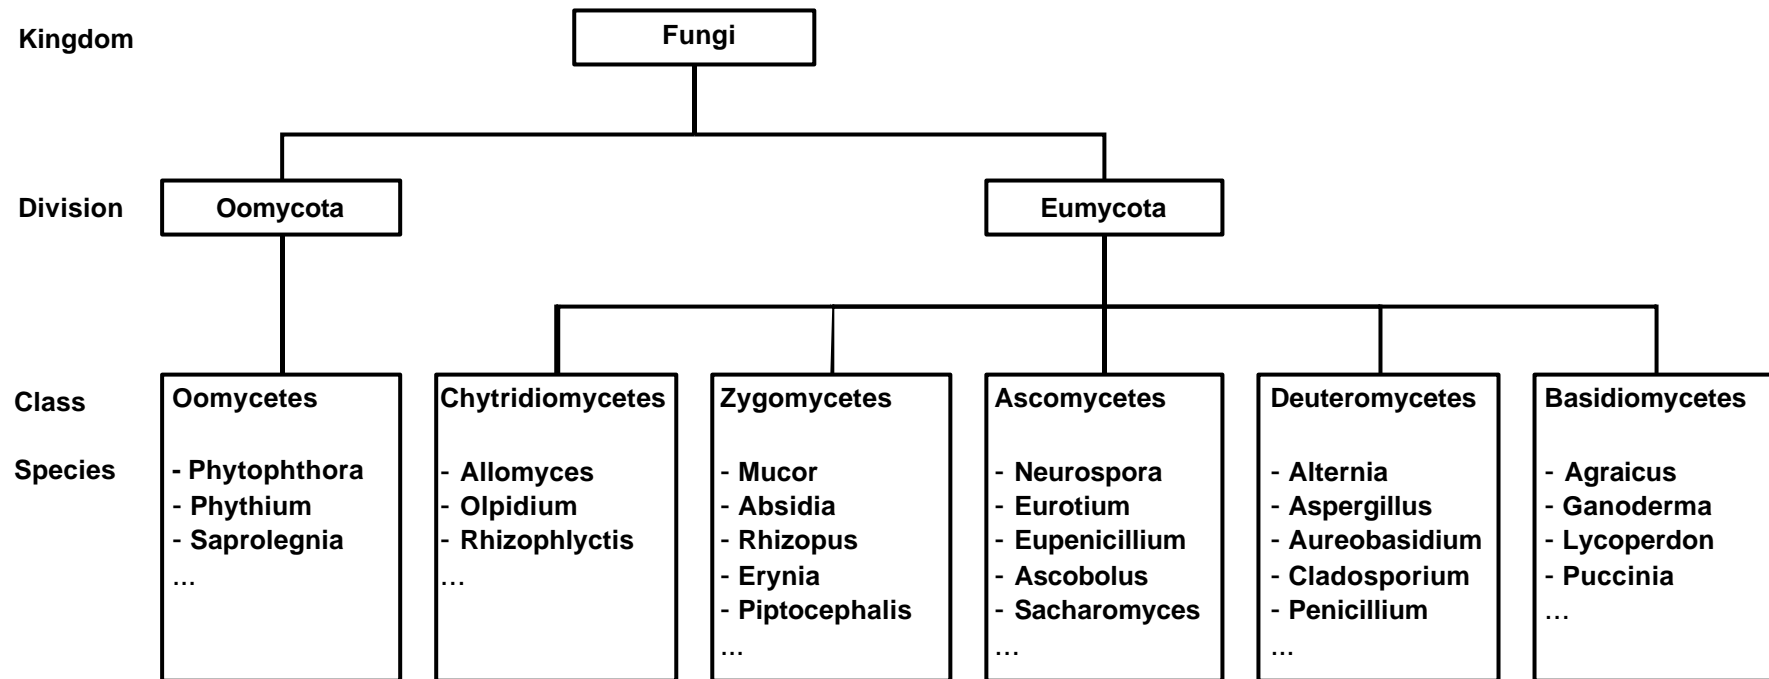 Kingdom
Fungi
Division
Oomycota
Eumycota
Class
Species
Oomycetes
- Phytophthora
- Phythium
- Saprolegnia
...
Chytridiomycetes
- Allomyces
- Olpidium
- Rhizophlyctis
...
Zygomycetes
- Mucor
- Absidia
- Rhizopus
- Erynia
- Piptocephalis
...
Ascomycetes
- Neurospora
- Eurotium
- Eupenicillium
- Ascobolus
- Sacharomyces
...
Deuteromycetes
- Alternia
- Aspergillus
- Aureobasidium
- Cladosporium
- Penicillium
...
Basidiomycetes
- Agraicus
- Ganoderma
- Lycoperdon
- Puccinia
...